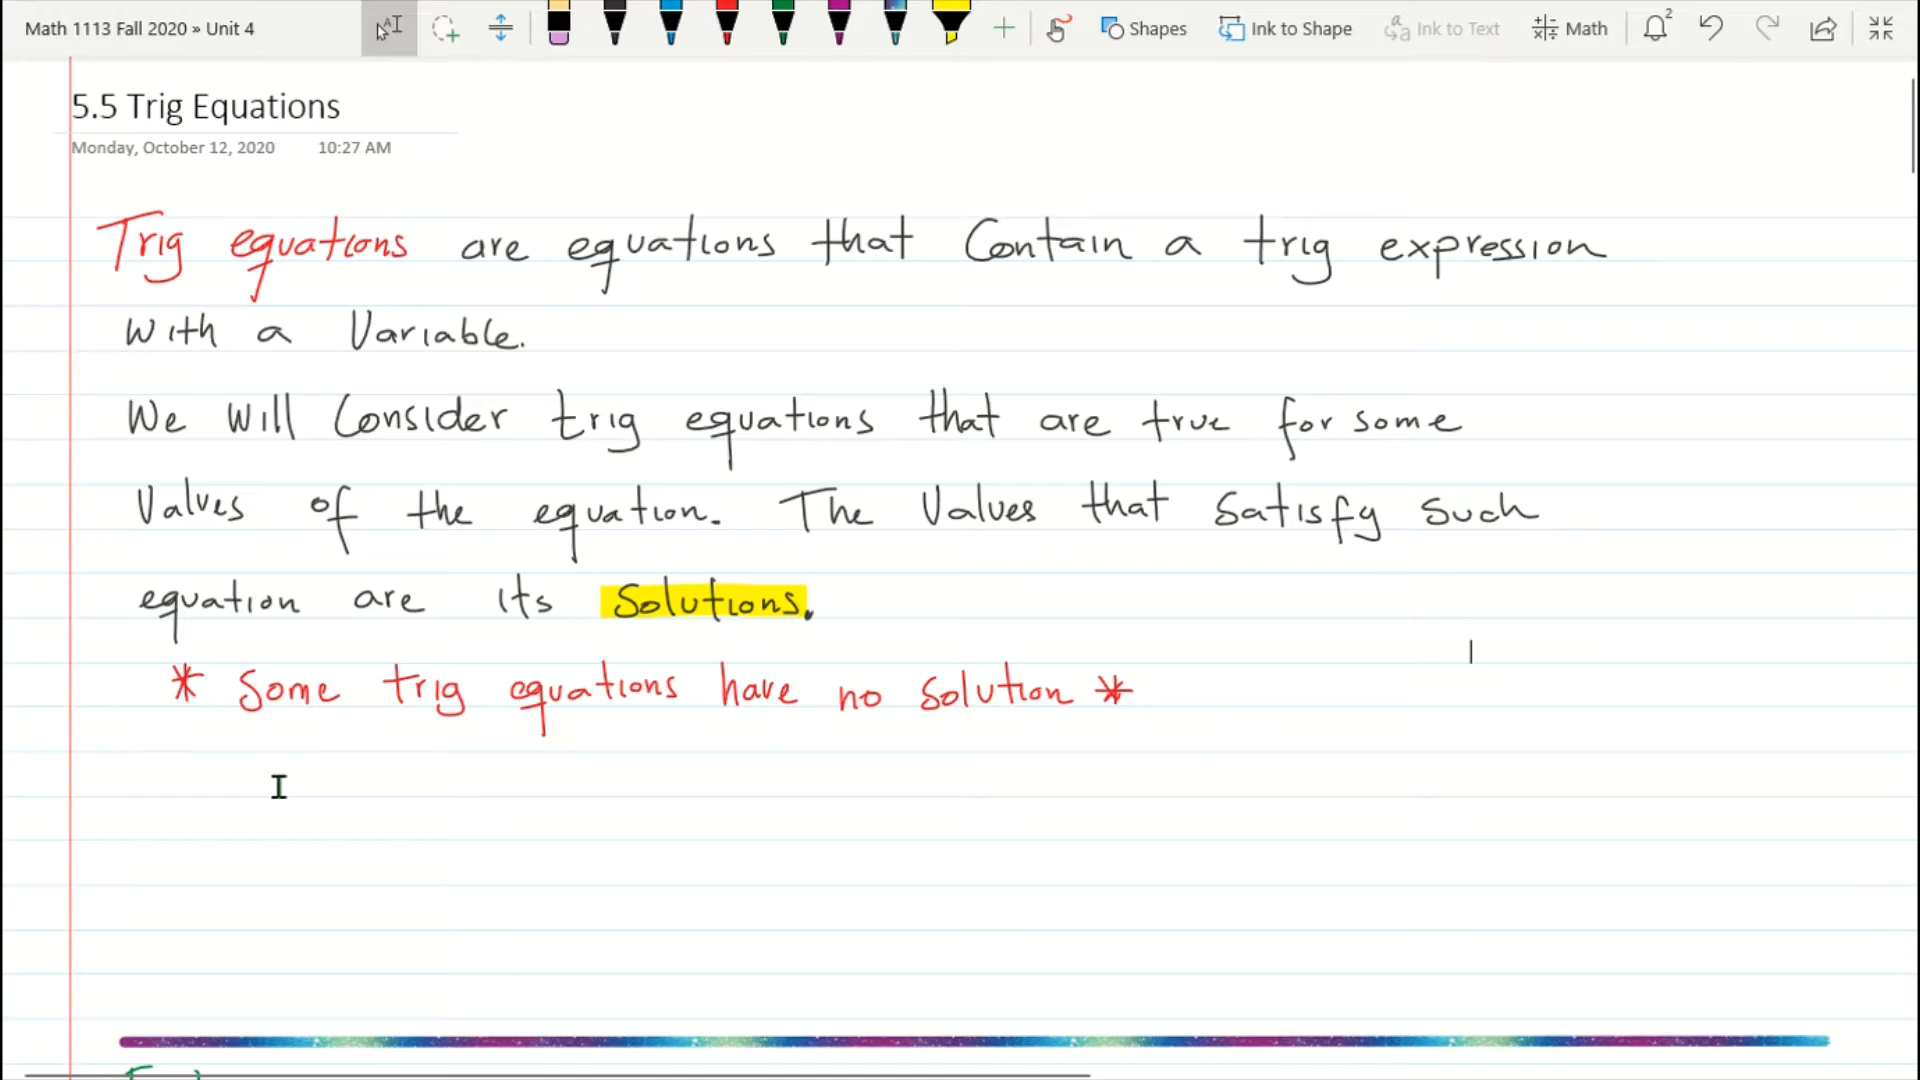 Math 1113 Fall 2020 » Unit 4
Shapes
Ink to Shape
Ink to Text
Math
2
5.5 Trig Equations
Monday, October 12, 2020 10:27 AM
Trig equations are equations that Contain a trig expression
With a Variable.
We Will Consider trig equations that are true for some
Values of the equation. The Values that Satisfy Such
equation are its Solutions.
* Some trig equations have no solution *